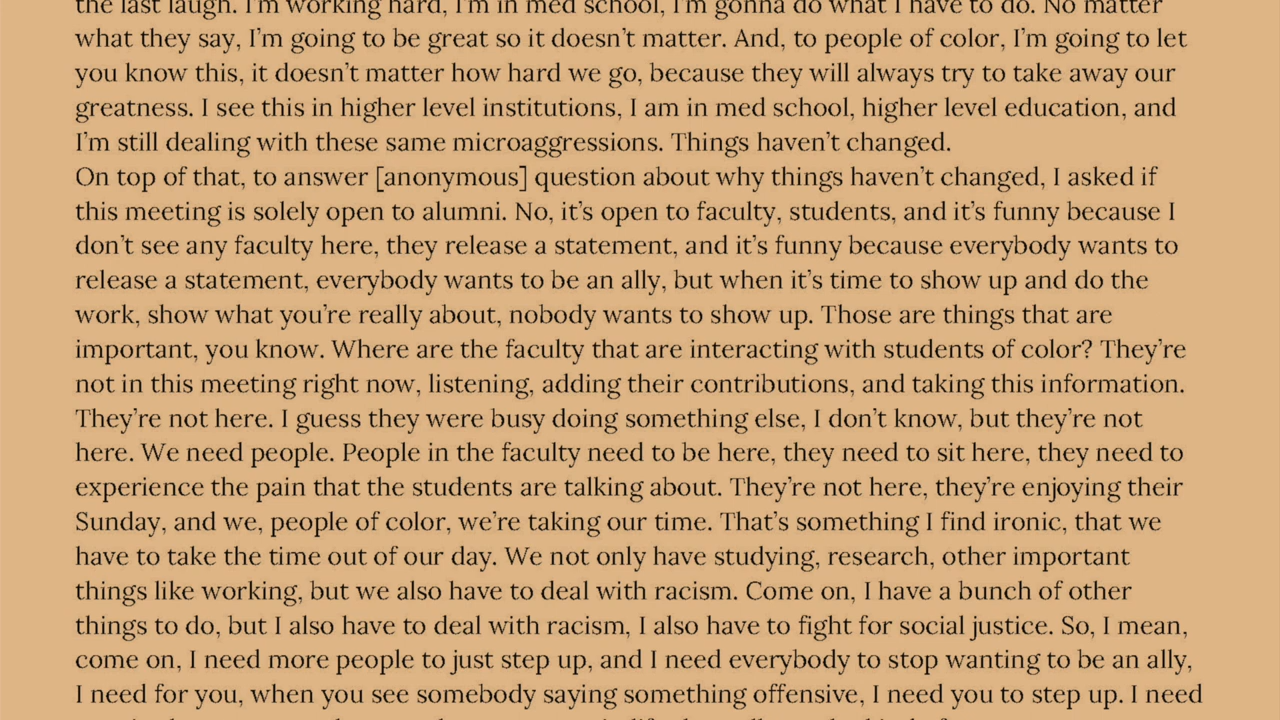 the last laugh. I'm working hard, I'm in med school, I'm gonna do what I have to do. No matter
what they say, I'm going to be great so it doesn't matter. And, to people of color, I'm going to let
you know this, it doesn't matter how hard we go, because they will always try to take away our
greatness. I see this in higher level institutions, I am in med school, higher level education, and
I'm still dealing with these same microaggressions. Things haven't changed.
On top of that, to answer [anonymous] question about why things haven't changed, I asked if
this meeting is solely open to alumni. No, it's open to faculty, students, and it's funny because I
don't see any faculty here, they release a statement, and it's funny because everybody wants to
release a statement, everybody wants to be an ally, but when it's time to show up and do the
work, show what you're really about, nobody wants to show up. Those are things that are
important, you know. Where are the faculty that are interacting with students of color? They're
not in this meeting right now, listening, adding their contributions, and taking this information.
They're not here. I guess they were busy doing something else, I don't know, but they're not
here. We need people. People in the faculty need to be here, they need to sit here, they need to
experience the pain that the students are talking about. They're not here, they're enjoying their
Sunday, and we, people of color, we're taking our time. That's something I find ironic, that we
have to take the time out of our day. We not only have studying, research, other important
things like working, but we also have to deal with racism. Come on, I have a bunch of other
things to do, but I also have to deal with racism, I also have to fight for social justice. So, I mean,
come on, I need more people to just step up, and I need everybody to stop wanting to be an ally,
I need for you, when you see somebody saying something offensive, I need you to step up. I need